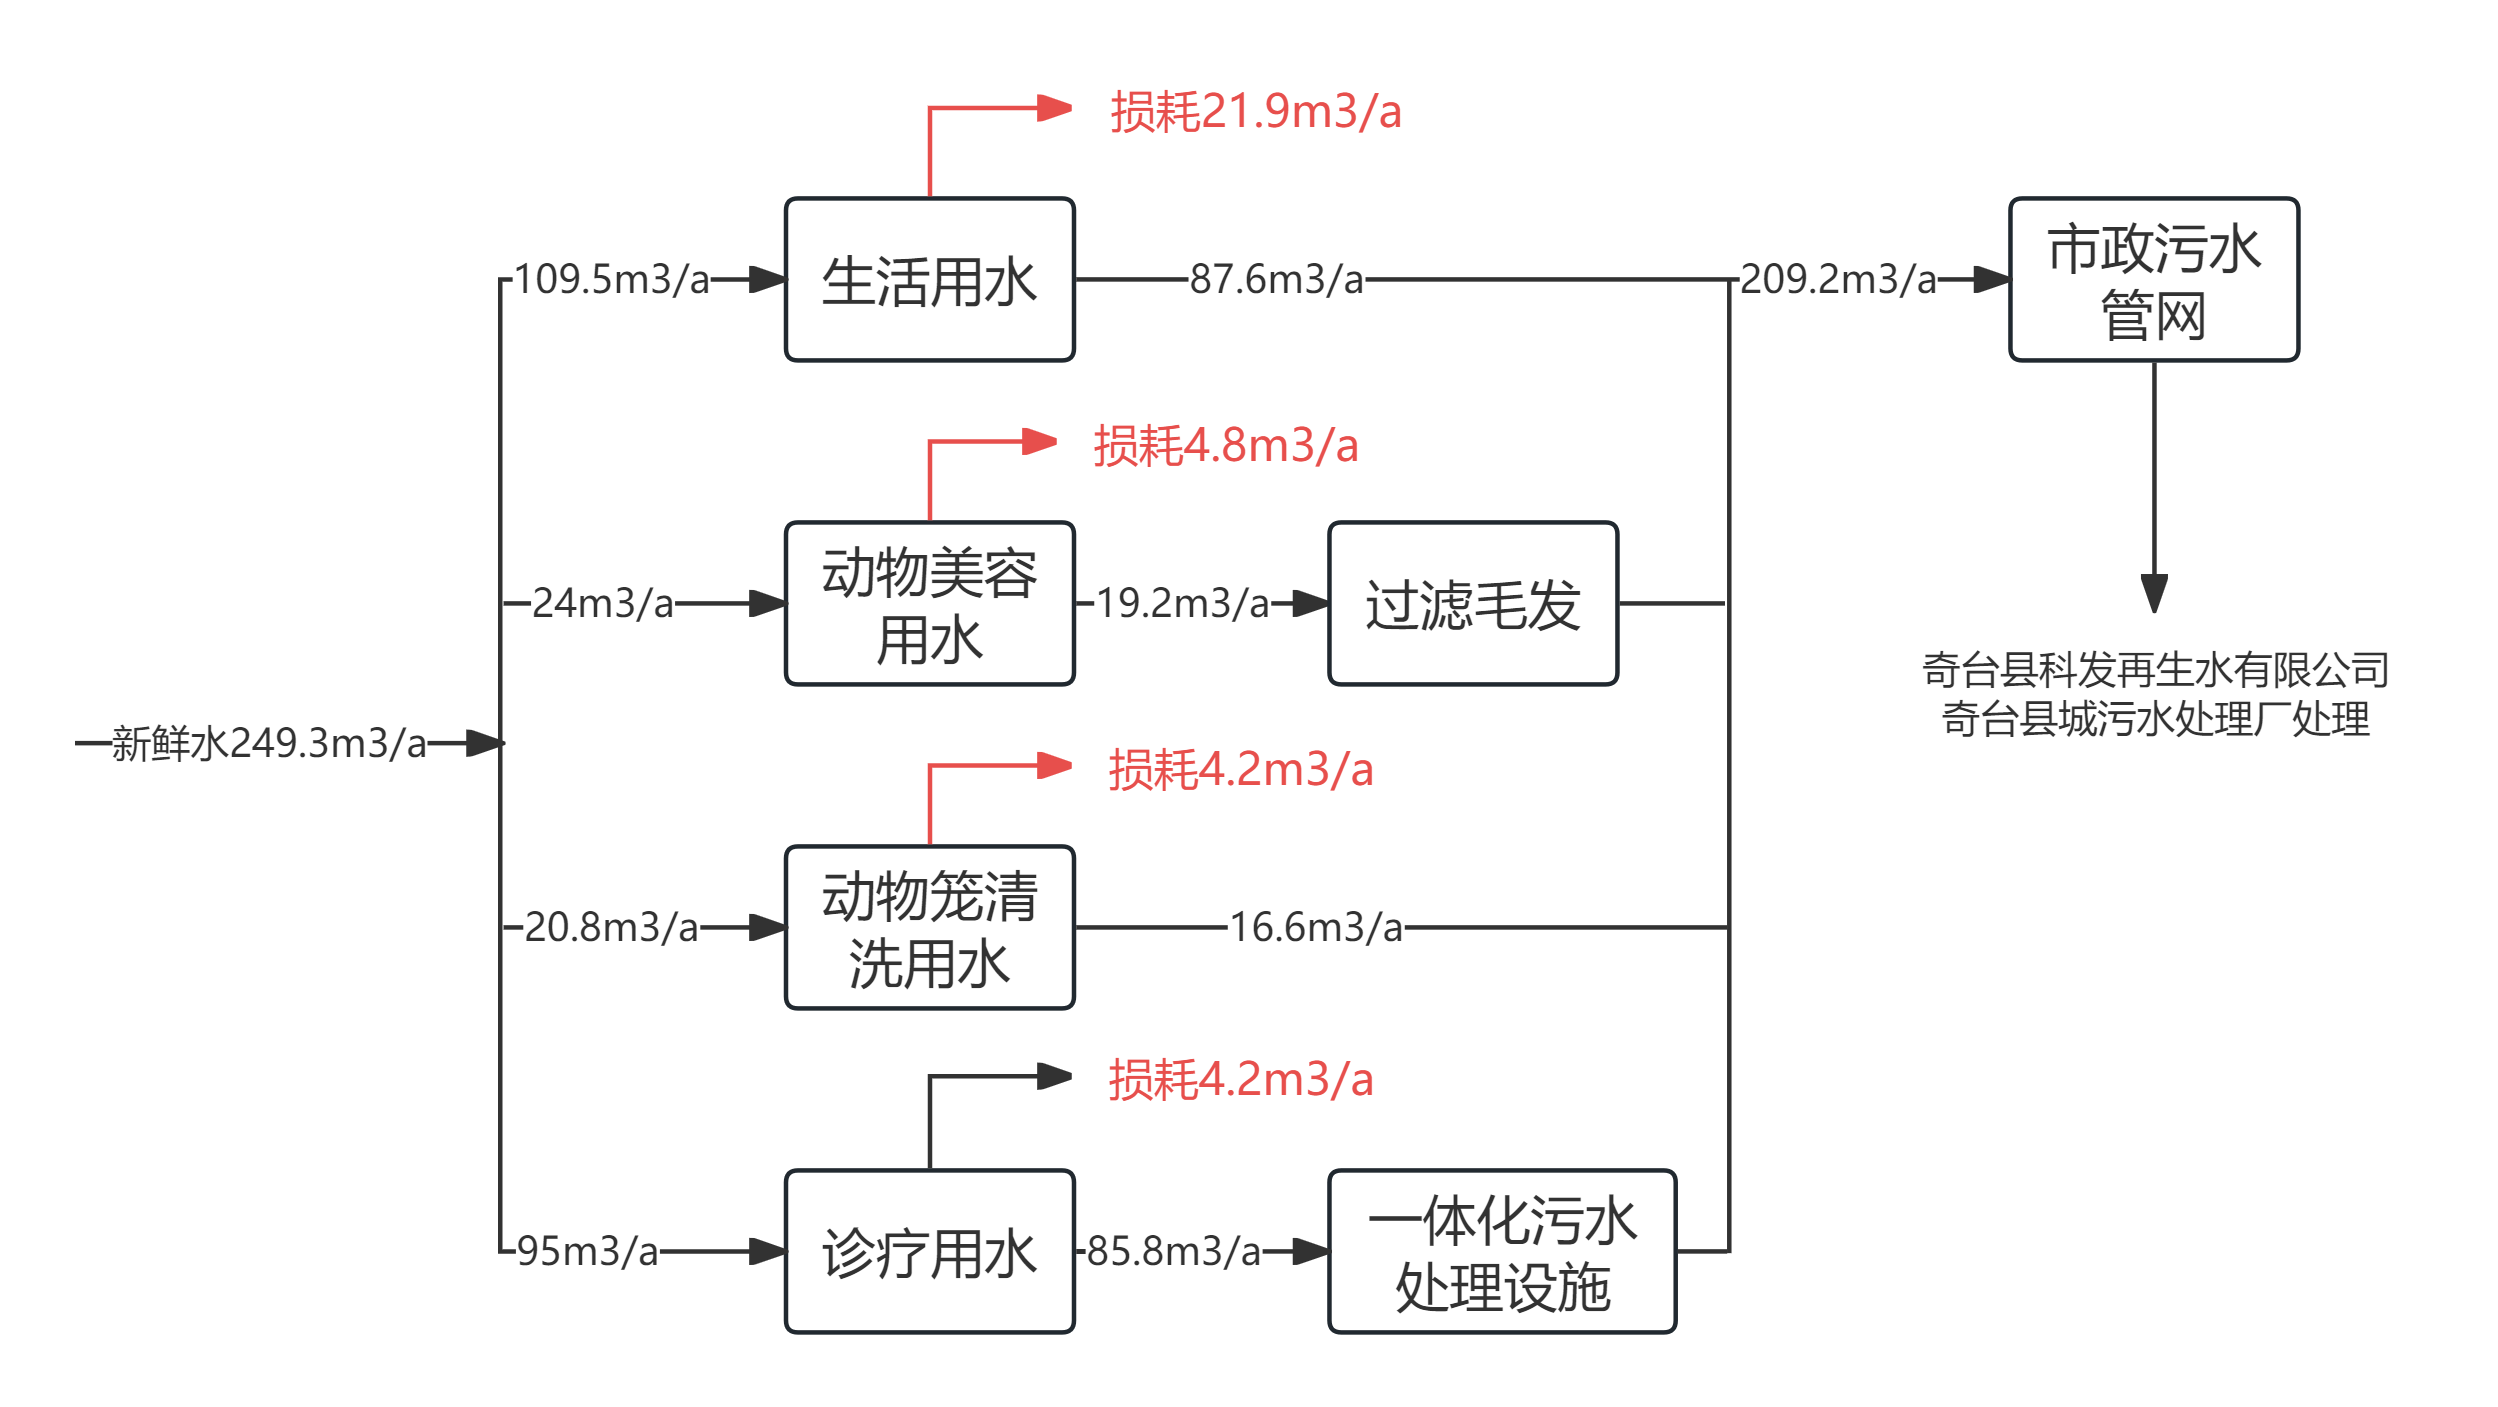 损耗21.9m3/a
109.5m3/a
生活用水
87.6m3/a
209.2m3/a
市政污水
管网
损耗4.8m3/a
24m3/a
动物美容
用水
19.2m3/a
过滤毛发
奇台县科发再生水有限公司
奇台县城污水处理厂处理
新鲜水249.3m3/a
损耗4.2m3/a
20.8m3/a
动物笼清
洗用水
16.6m3/a
损耗4.2m3/a
95m3/a
诊疗用水
85.8m3/a
一体化污水
处理设施